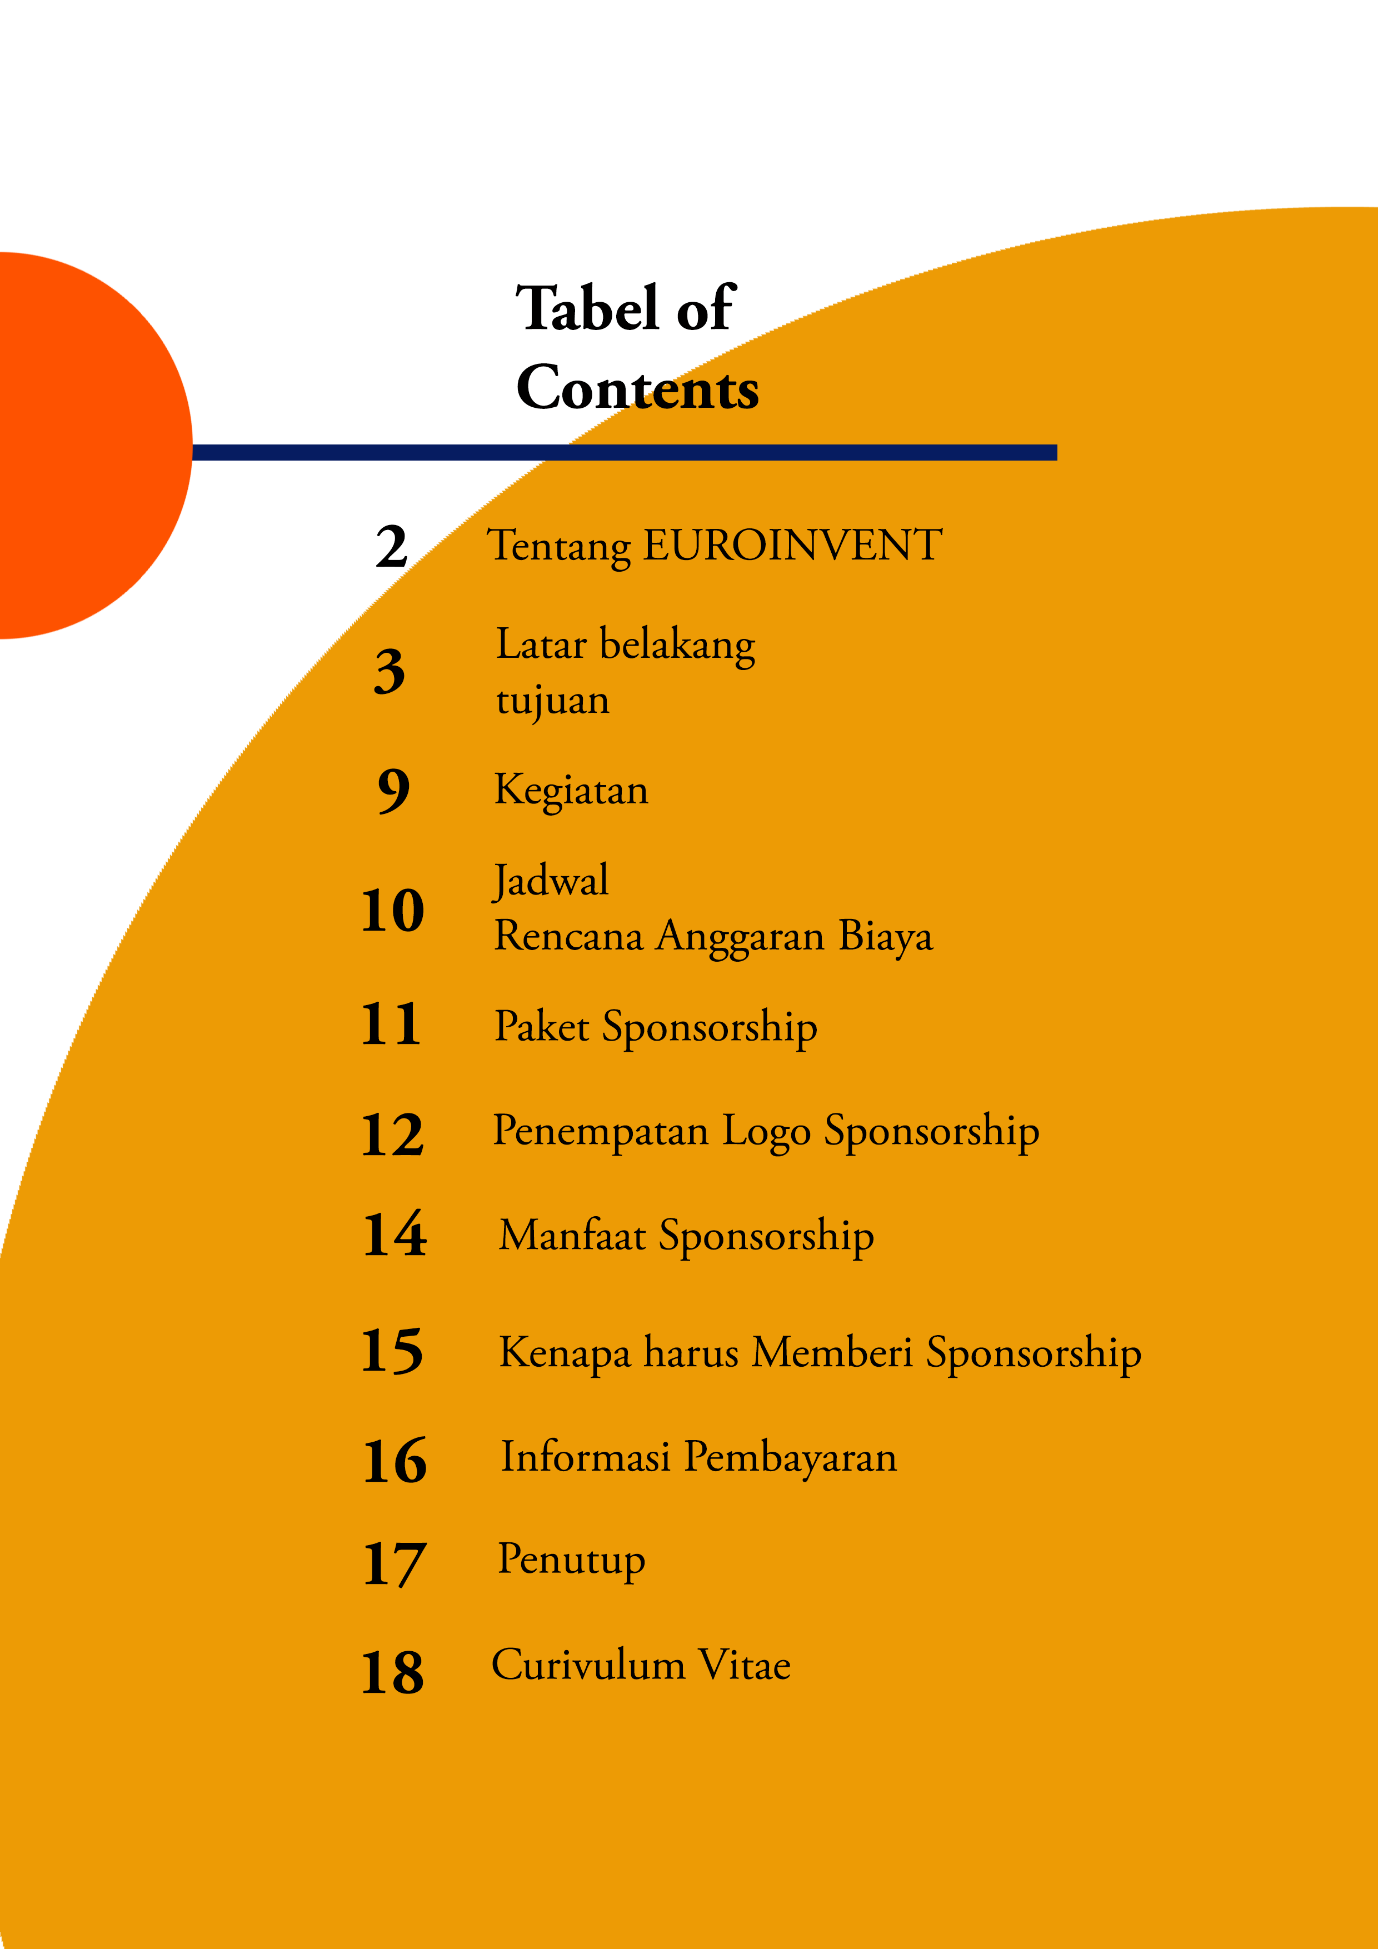 Tabel of
Contents
2 Tentang EUROINVENT
3 Latar belakang
tujuan
9 Kegiatan
10 Jadwal
Rencana Anggaran Biaya
11 Paket Sponsorship
12 Penempatan Logo Sponsorship
14 Manfaat Sponsorship
15 Kenapa harus Memberi Sponsorship
16 Informasi Pembayaran
17 Penutup
18 Curivulum Vitae